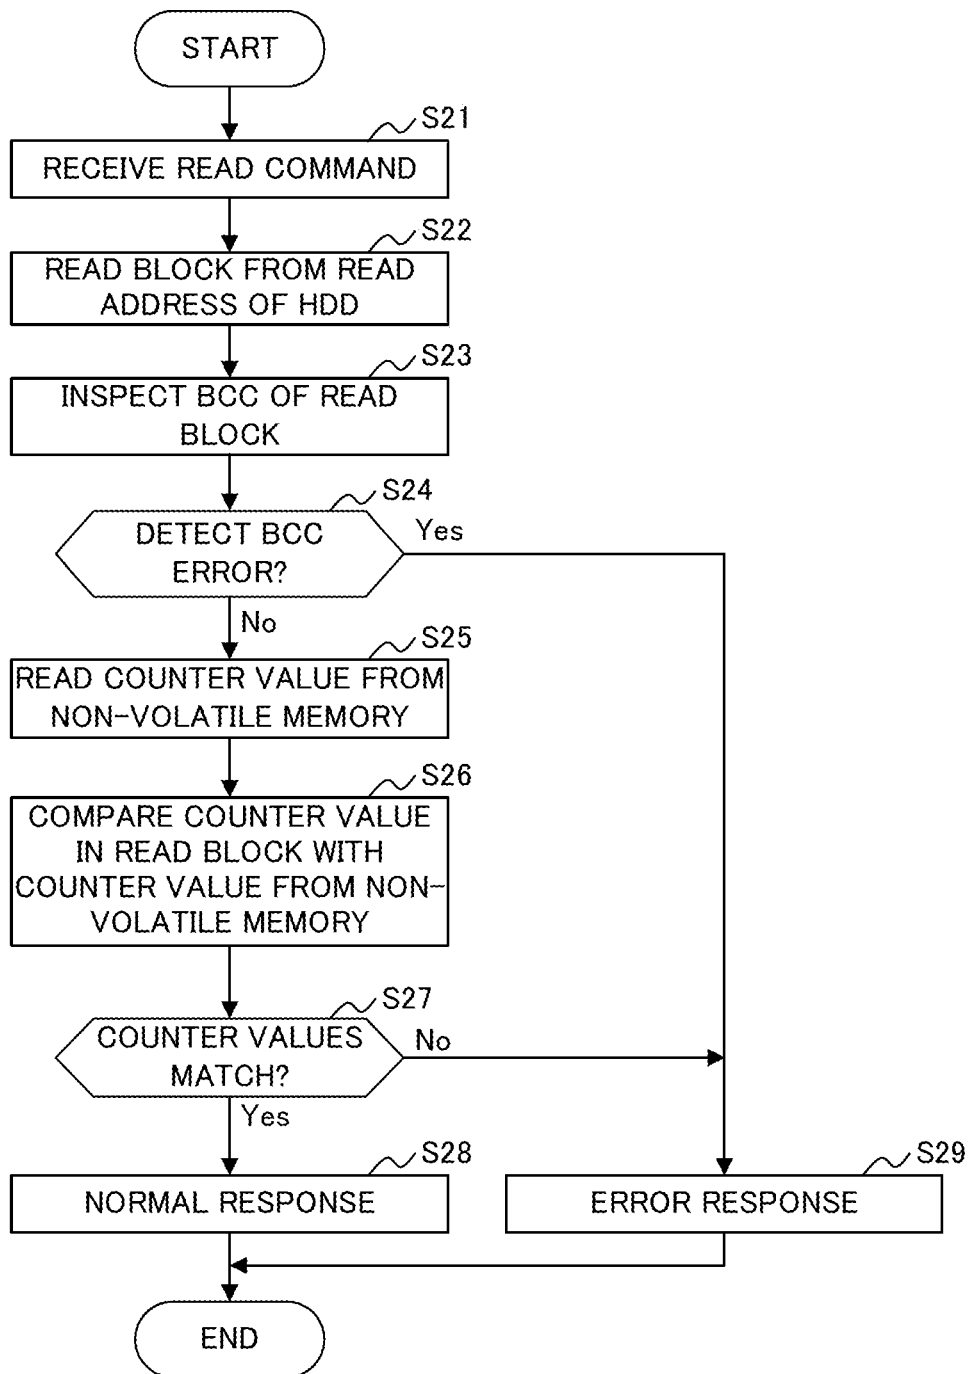 START
S21
RECEIVE READ COMMAND
S22
READ BLOCK FROM READ
ADDRESS OF HDD
S23
INSPECT BCC OF READ
BLOCK
S24
DETECT BCC
ERROR?
Yes
No
S25
READ COUNTER VALUE FROM
NON-VOLATILE MEMORY
S26
COMPARE COUNTER VALUE
IN READ BLOCK WITH
COUNTER VALUE FROM NON-
VOLATILE MEMORY
S27
COUNTER VALUES
MATCH?
No
Yes
S28
NORMAL RESPONSE
S29
ERROR RESPONSE
END